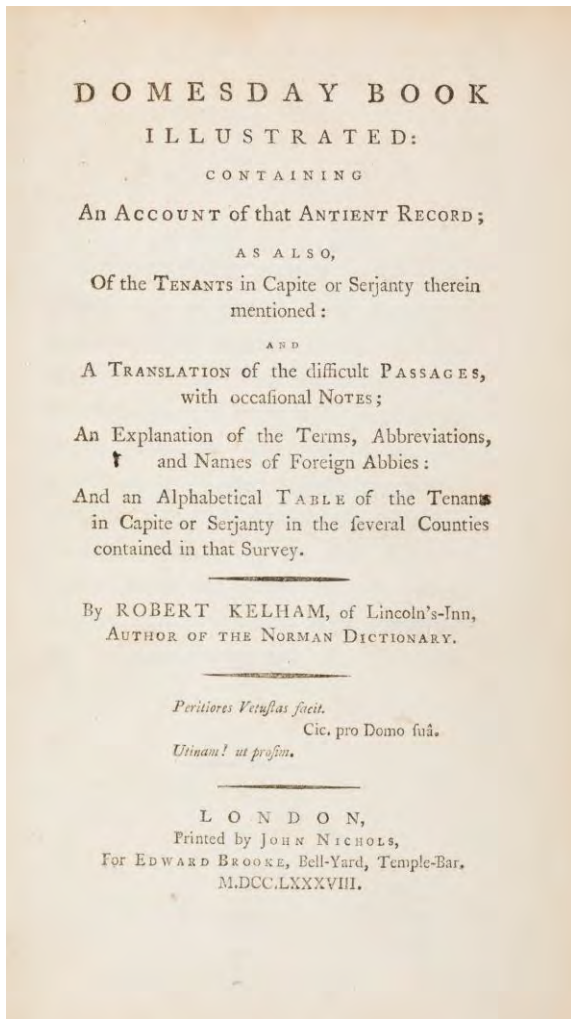 DOMESDAY BOOK
ILLUSTRATED:
CONTAINING
An ACCOUNT of that ANTIENT RECORD;
AS ALSO,
Of the TENANTS in Capite or Serjanty therein
mentioned:
AND
A TRANSLATION of the difficult PASSAGES,
with occaſional NOTES;
An Explanation of the Terms, Abbreviations,
and Names of Foreign Abbies:
And an Alphabetical TABLE of the Tenants
in Capite or Serjanty in the ſeveral Counties
contained in that Survey.
By ROBERT KELHAM, of Lincoln's-Inn,
AUTHOR OF THE NORMAN DICTIONARY.
Peritiores Vetuſtas facit.
Cic. pro Domo ſuâ.
Utinam! ut proſim.
LONDON,
Printed by JOHN NICHOLS,
For EDWARD BROOKE, Bell-Yard, Temple-Bar.
M.DCC.LXXXVIII.